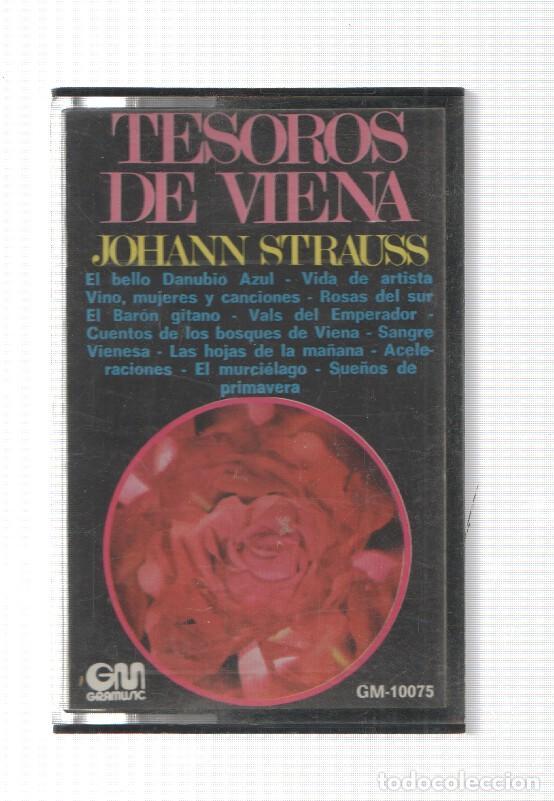 TESOROS
DE VIENA
JOHANN STRAUSS
El bello Danubio Azul - Vida de artista
Vino, mujeres y canciones - Rosas del sur
El Barón gitano - Vals del Emperador -
Cuentos de los bosques de Viena - Sangre
Vienesa - Las hojas de la mañana - Acele-
raciones - El murciélago - Sueños de
primavera
GM
GRAMUSIC
GM-10075
todocoleccion